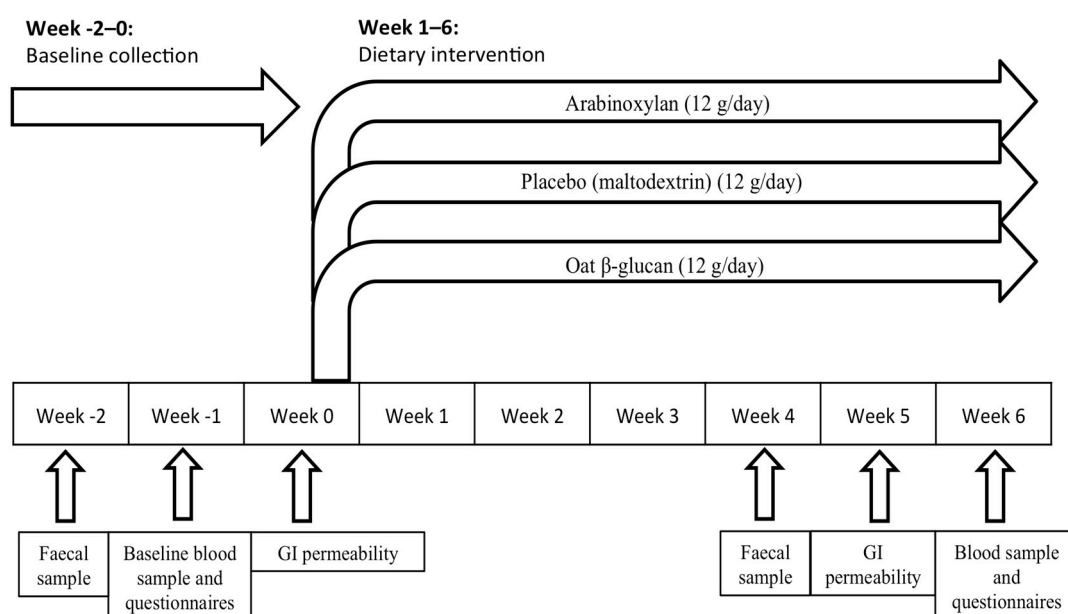 Week -2–0:
Baseline collection
Week 1–6:
Dietary intervention
Arabinoxylan (12 g/day)
Placebo (maltodextrin) (12 g/day)
Oat β-glucan (12 g/day)
Week -2
Week -1
Week 0
Week 1
Week 2
Week 3
Week 4
Week 5
Week 6
Faecal
sample
Baseline blood
sample and
questionnaires
GI permeability
Faecal
sample
GI
permeability
Blood sample
and
questionnaires